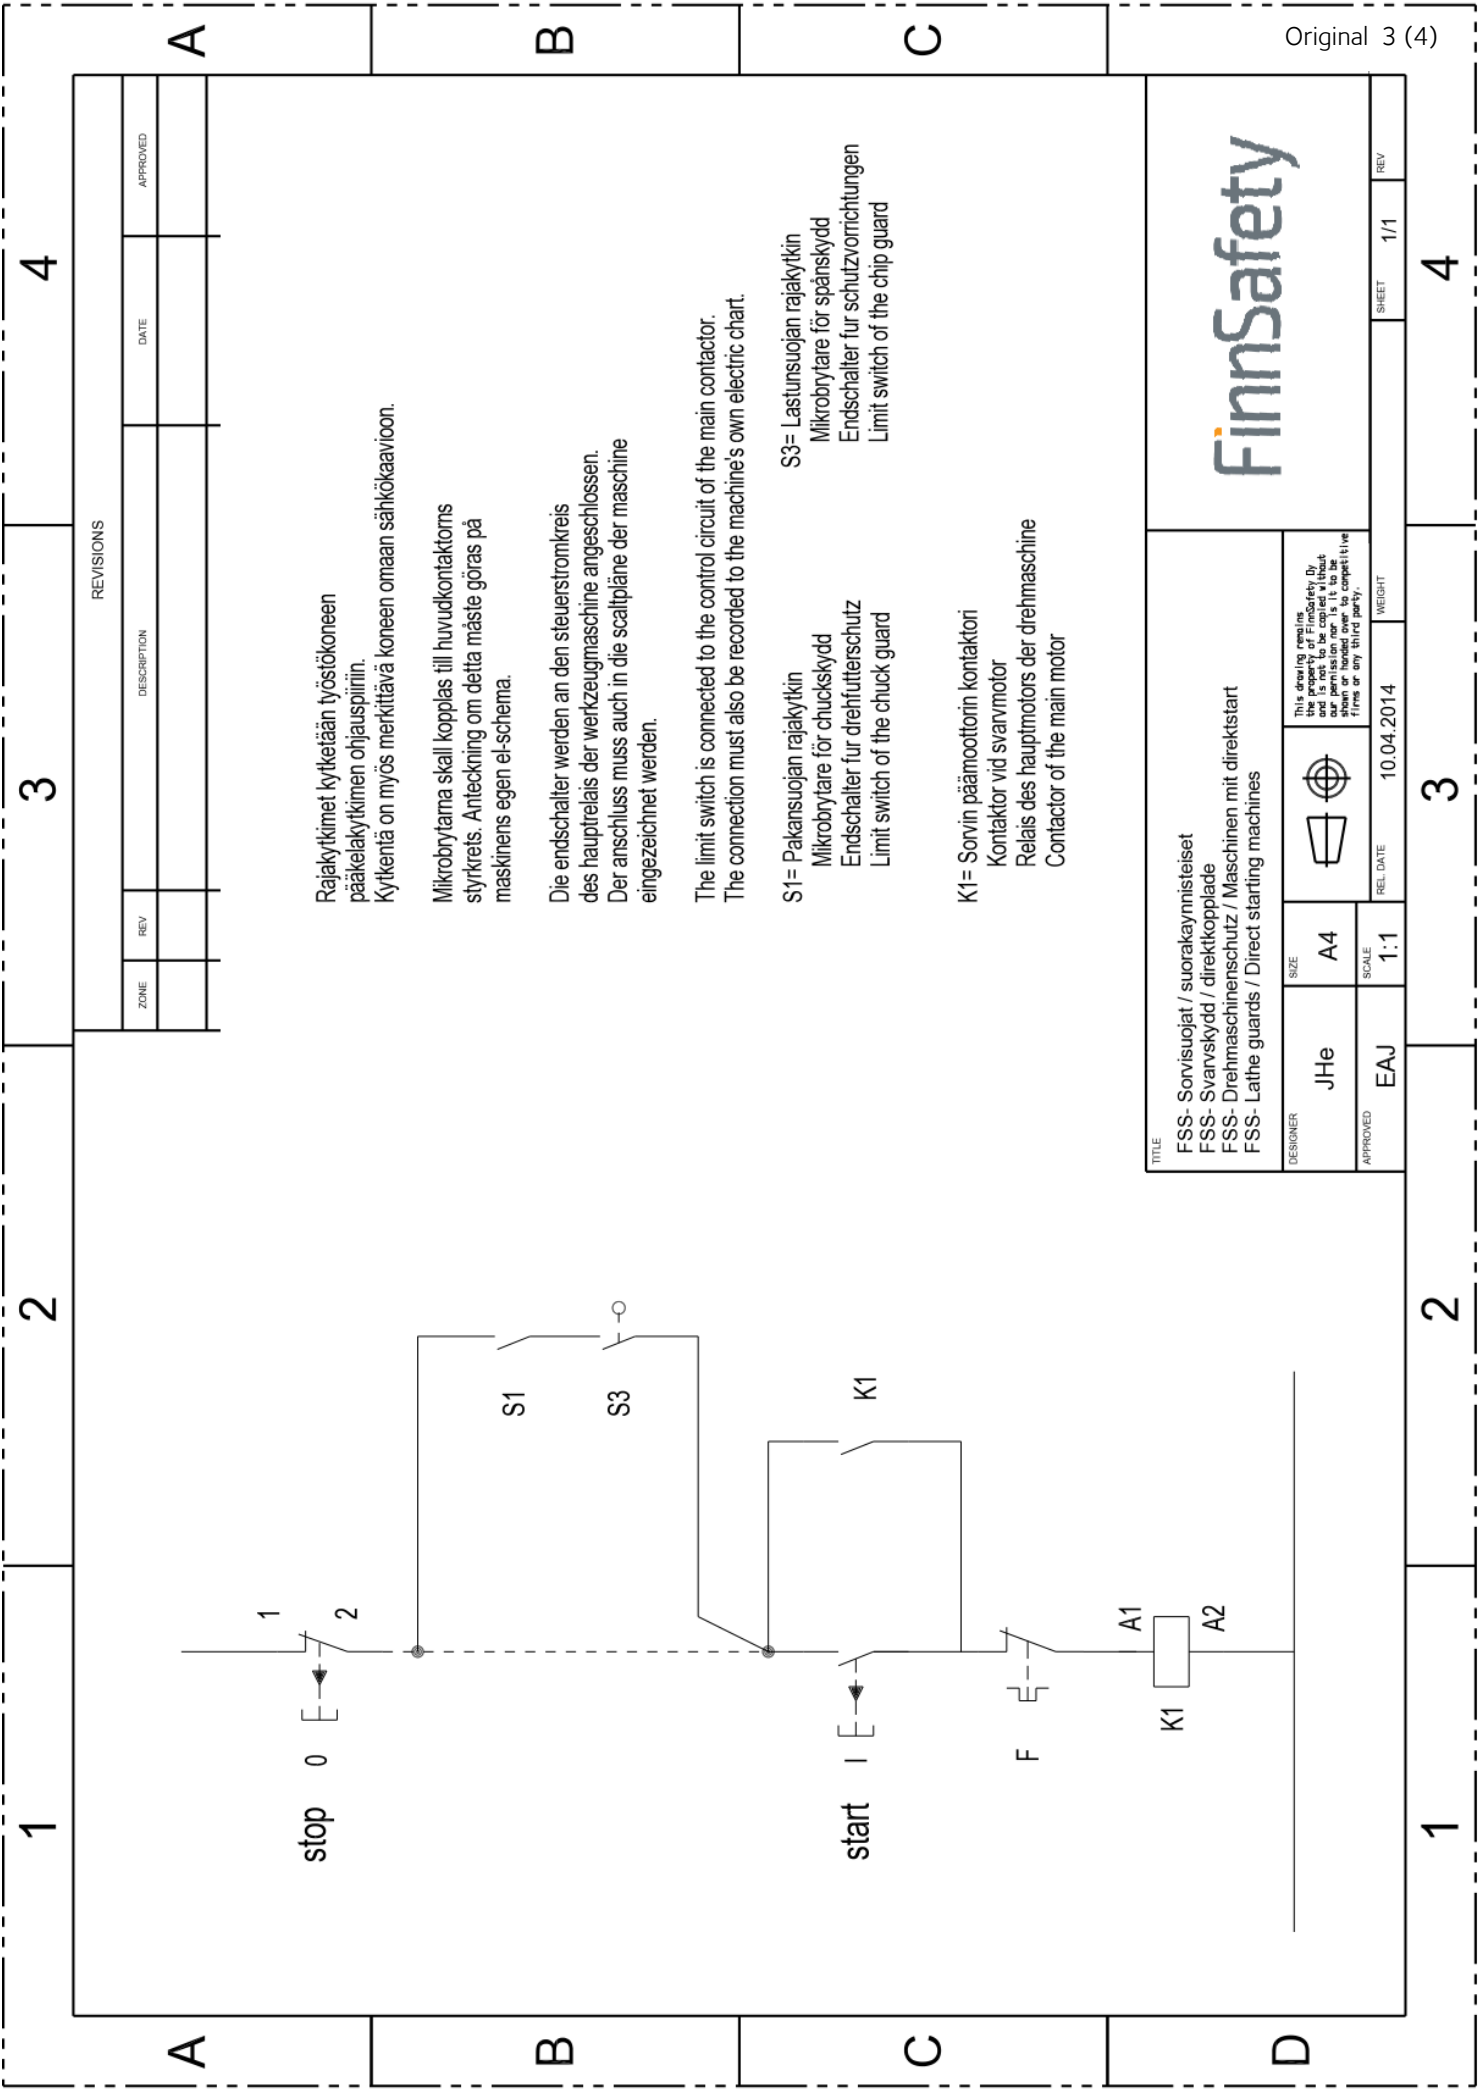 Original 3 (4)
1
2
3
4
A
B
C
D
A
B
C
1
2
3
4
REVISIONS
ZONE
REV
DESCRIPTION
DATE
APPROVED
Rajakytkimet kytketään työstökoneen
pääkelakytkimen ohjauspiiriin.
Kytkentä on myös merkittävä koneen omaan sähkökaavioon.
Mikrobrytarna skall kopplas till huvudkontaktorns
styrkrets. Anteckning om detta måste göras på
maskinens egen el-schema.
Die endschalter werden an den steuerstromkreis
des hauptrelais der werkzeugmaschine angeschlossen.
Der anschluss muss auch in die scaltpläne der maschine
eingezeichnet werden.
The limit switch is connected to the control circuit of the main contactor.
The connection must also be recorded to the machine's own electric chart.
S1= Pakansuojan rajakytkin
Mikrobrytare för chuckskydd
Endschalter fur drehfutterschutz
Limit switch of the chuck guard
S3= Lastunsuojan rajakytkin
Mikrobrytare för spånskydd
Endschalter fur schutzvorrichtungen
Limit switch of the chip guard
K1= Sorvin päämoottorin kontaktori
Kontaktor vid svarvmotor
Relais des hauptmotors der drehmaschine
Contactor of the main motor
stop 0
1
2
S1
S3
start I
K1
F
A1
K1
A2
TITLE
FSS- Sorvisuojat / suorakaynnisteiset
FSS- Svarvskydd / direktkopplade
FSS- Drehmaschinenschutz / Maschinen mit direktstart
FSS- Lathe guards / Direct starting machines
FinnSafety
DESIGNER
JHe
SIZE
A4
This drawing remains
the property of FinnSafety Oy
and is not to be copied without
our permission nor is it to be
shown or handed over to competitive
firms or any third party.
APPROVED
EAJ
SCALE
1:1
REL. DATE
10.04.2014
WEIGHT
SHEET
1/1
REV